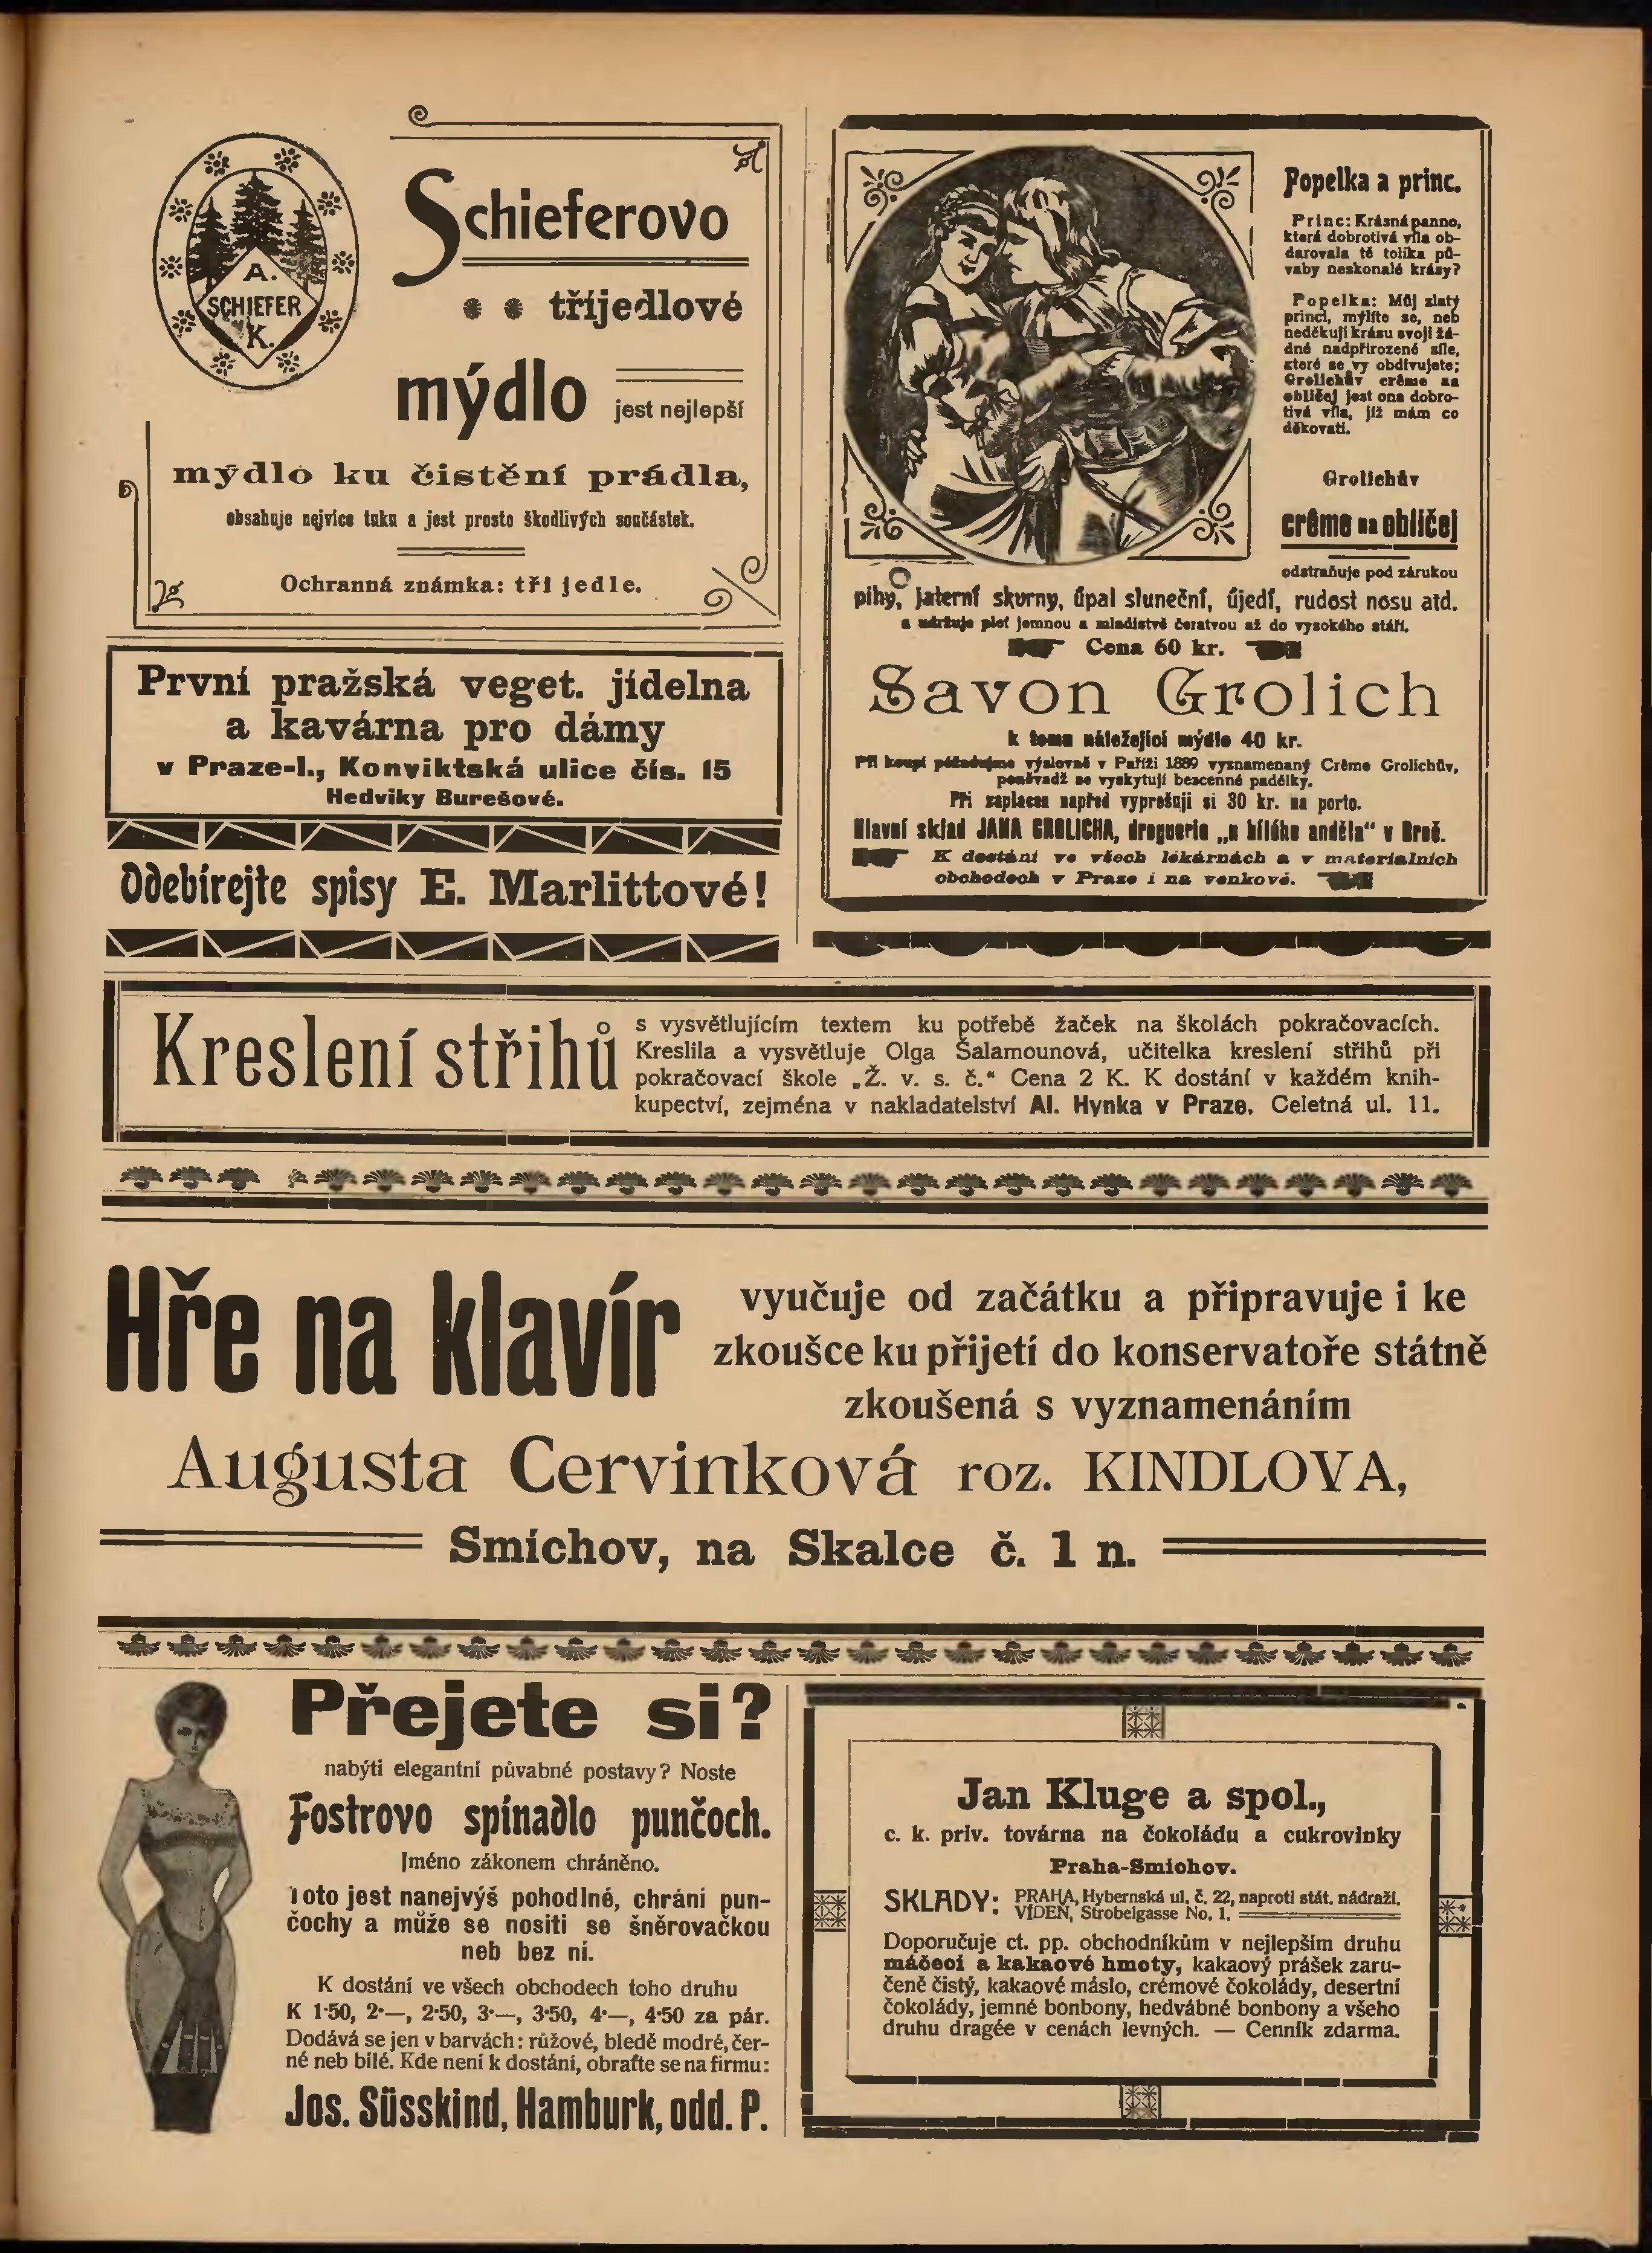 A.
SCHIEFER
K.
Schieferovo
tříjedlové
mýdlo jest nejlepší
mýdlo ku čistění prádla,
obsahuje nejvíce tuku a jest prosto škodlivých součástek.
Ochranná známka: tři jedle.
První pražská veget. jídelna
a kavárna pro dámy
v Praze-I., Konviktská ulice čís. 15
Hedviky Burešové.
Odebírejte spisy E. Marlittové!
Popelka a princ.
Princ: Krásná panno,
která dobrotivá víla ob-
darovala tě tolika pů-
vaby neskonalé krásy?
Popelka: Můj zlatý
princi, mýlíte se, neb
neděkuji krásu svoji žá-
dné nadpřirozené síle,
které se vy obdivujete;
Grolichův crême na
obličej jest ona dobro-
tivá víla, jíž mám co
děkovati.
Grolichův
crême na obličej
odstraňuje pod zárukou
pihy, jaterní skvrny, úpal sluneční, újedí, rudost nosu atd.
a udržuje pleť jemnou a mladistvě čerstvou až do vysokého stáří.
Cena 60 kr.
Savon Grolich
k tomu náležející mýdlo 40 kr.
Při koupi požadujme výslovně v Paříži 1889 vyznamenaný Crême Grolichův,
poněvadž se vyskytují bezcenné padělky.
Při zaplacen napřed vyprošuji si 30 kr. na porto.
Hlavní sklad JANA GROLICHA, droguerie „u bílého anděla“ v Brně.
K dostání ve všech lékárnách a v materialních
obchodech v Praze i na venkově.
Kreslení střihů
s vysvětlujícím textem ku potřebě žaček na školách pokračovacích.
Kreslila a vysvětluje Olga Šalamounová, učitelka kreslení střihů při
pokračovací škole „Ž. v. s. č.“ Cena 2 K. K dostání v každém knih-
kupectví, zejména v nakladatelství Al. Hynka v Praze, Celetná ul. 11.
Hře na klavír
vyučuje od začátku a připravuje i ke
zkoušce ku přijetí do konservatoře státně
zkoušená s vyznamenáním
Augusta Cervinková roz. KINDLOVA,
Smíchov, na Skalce č. 1 n.
Přejete si?
nabýti elegantní půvabné postavy? Noste
Fostrovo spínadlo punčoch.
Jméno zákonem chráněno.
Toto jest nanejvýš pohodlné, chrání pun-
čochy a může se nositi se šněrovačkou
neb bez ní.
K dostání ve všech obchodech toho druhu
K 1·50, 2·—, 2·50, 3·—, 3·50, 4·—, 4·50 za pár.
Dodává se jen v barvách: růžové, bledě modré, čer-
né neb bílé. Kde není k dostání, obraťte se na firmu:
Jos. Süsskind, Hamburk, odd. P.
Jan Kluge a spol.,
c. k. priv. továrna na čokoládu a cukrovinky
Praha-Smichov.
SKLADY: PRAHA, Hybernská ul. č. 22, naproti stát. nádraží.
VÍDEŇ, Strobelgasse No. 1.
Doporučuje ct. pp. obchodníkům v nejlepším druhu
máčecí a kakaové hmoty, kakaový prášek zaru-
čeně čistý, kakaové máslo, crémové čokolády, desertní
čokolády, jemné bonbony, hedvábné bonbony a všeho
druhu dragée v cenách levných. — Cenník zdarma.